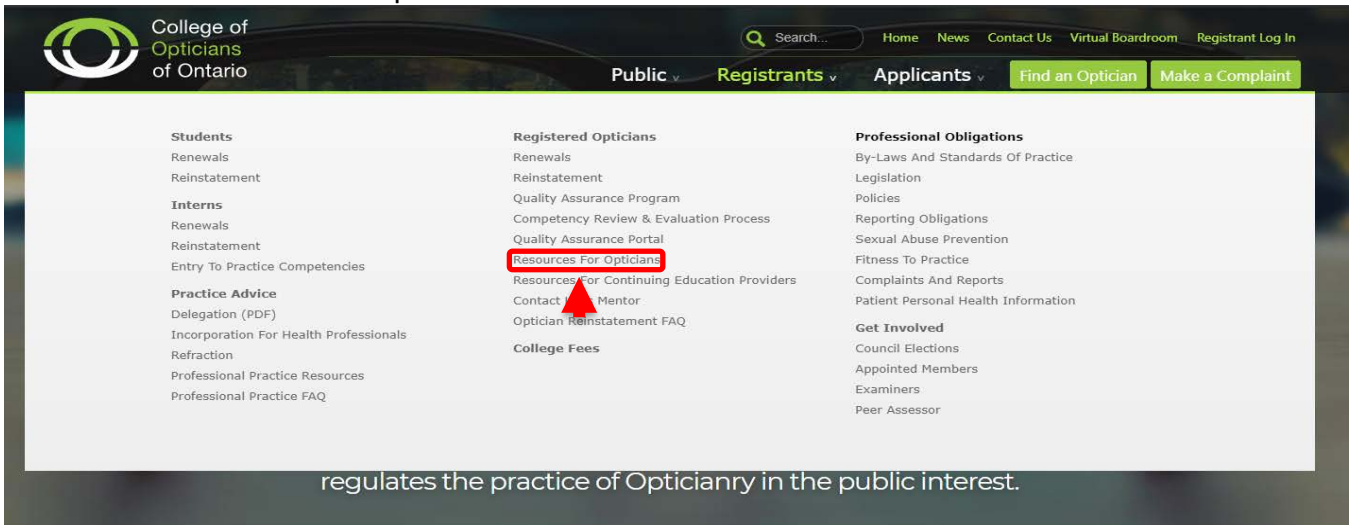 College of
Opticians
of Ontario
Search...
Home News Contact Us Virtual Boardroom Registrant Log In
Public Registrants Applicants Find an Optician Make a Complaint
Students
Renewals
Reinstatement
Interns
Renewals
Reinstatement
Entry To Practice Competencies
Practice Advice
Delegation (PDF)
Incorporation For Health Professionals
Refraction
Professional Practice Resources
Professional Practice FAQ
Registered Opticians
Renewals
Reinstatement
Quality Assurance Program
Competency Review & Evaluation Process
Quality Assurance Portal
Resources For Opticians
Resources For Continuing Education Providers
Contact Mentor
Optician Reinstatement FAQ
College Fees
Professional Obligations
By-Laws And Standards Of Practice
Legislation
Policies
Reporting Obligations
Sexual Abuse Prevention
Fitness To Practice
Complaints And Reports
Patient Personal Health Information
Get Involved
Council Elections
Appointed Members
Examiners
Peer Assessor
regulates the practice of Opticianry in the public interest.